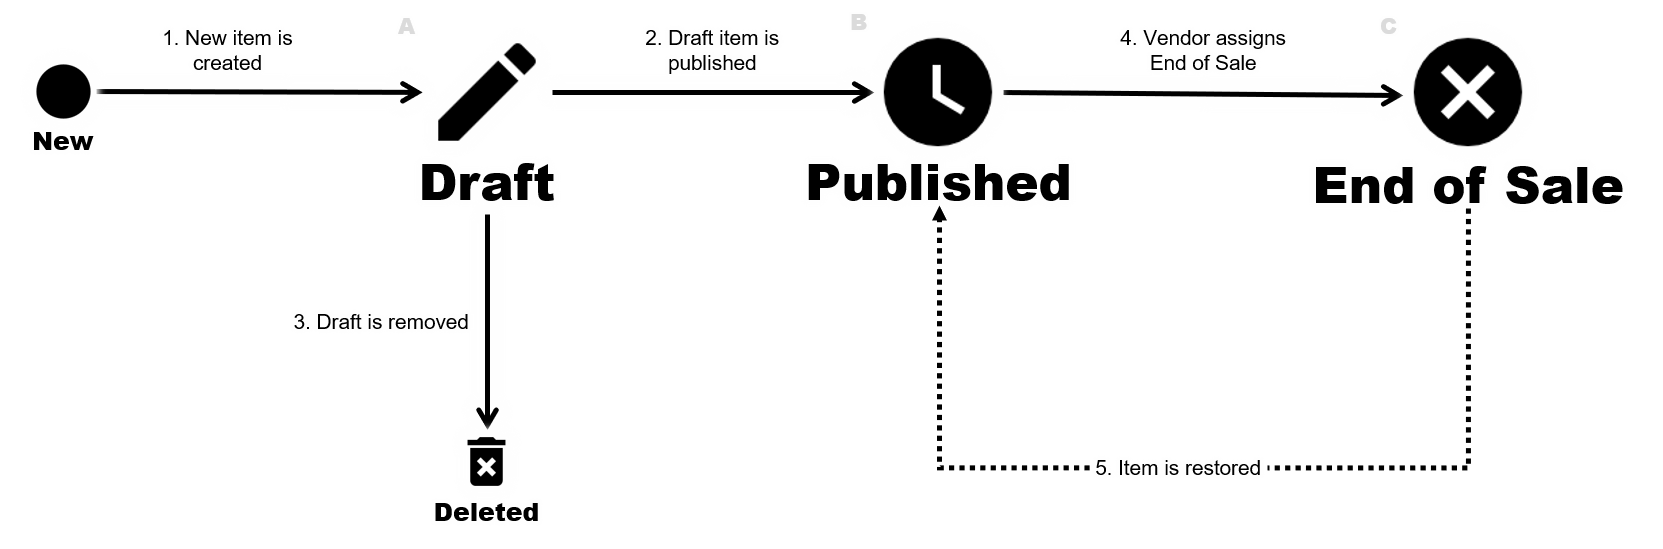 A
B
C
1. New item is
created
2. Draft item is
published
4. Vendor assigns
End of Sale
New
Draft
Published
End of Sale
3. Draft is removed
5. Item is restored
Deleted